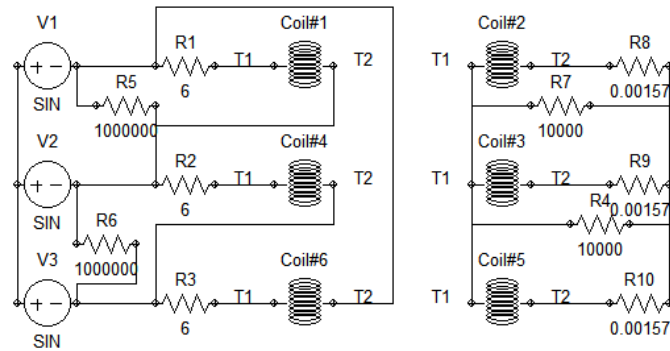 V1
R1
Coil#1
Coil#2
R8
T1
T2
T1
T2
R5
R7
SIN
6
0.00157
1000000
10000
V2
R2
Coil#4
Coil#3
R9
T1
T2
T1
T2
R6
R4
SIN
6
0.00157
1000000
10000
V3
R3
Coil#6
Coil#5
R10
T1
T2
T1
T2
SIN
6
0.00157